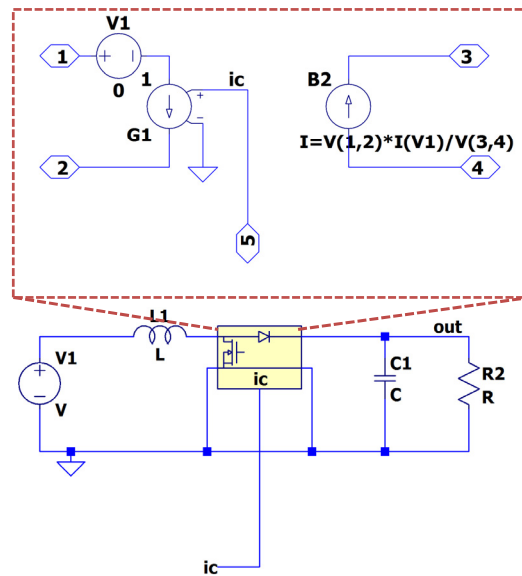 V1
1
+
−
0
1
G1
+
−
ic
2
5
B2
3
I=V(1,2)*I(V1)/V(3,4)
4
L1
L
out
V1
+
−
V
ic
C1
C
R2
R
ic